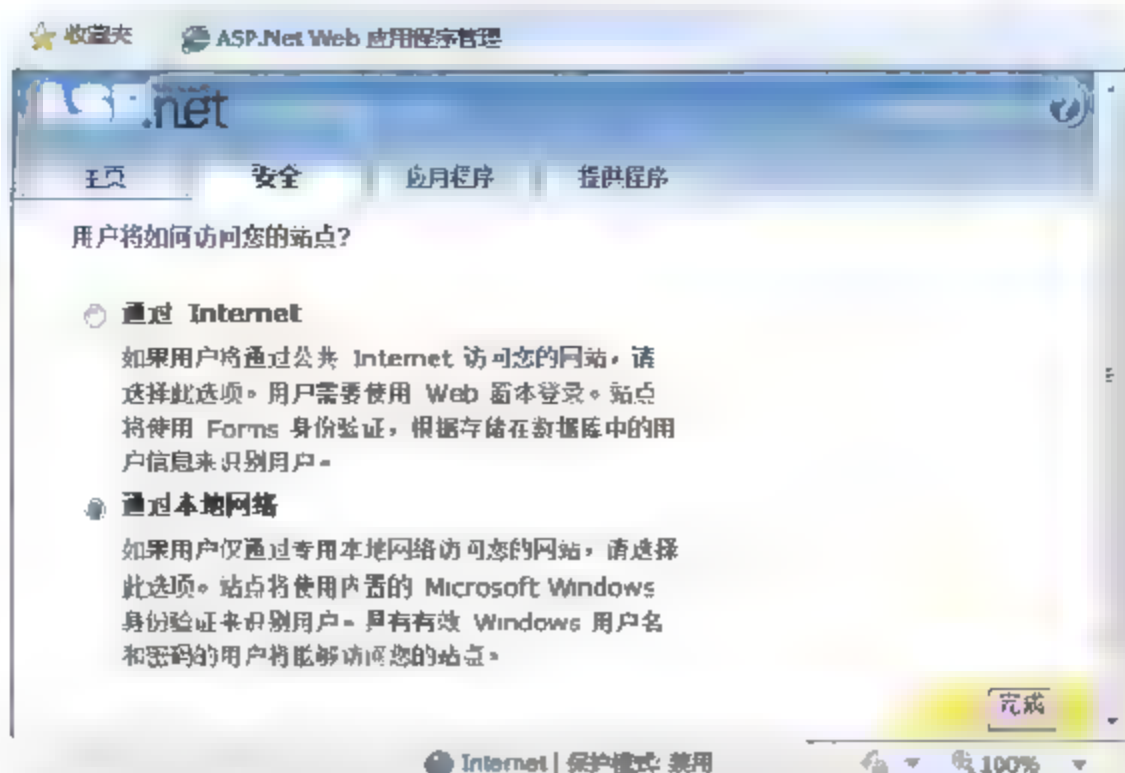 收藏夹 ASP.Net Web 应用程序管理
ASP.net
主页 安全 应用程序 提供程序
用户将如何访问您的站点?
通过 Internet
如果用户将通过公共 Internet 访问您的网站，请
选择此选项。用户需要使用 Web 窗体登录。站点
将使用 Forms 身份验证，根据存储在数据库中的用
户信息来识别用户。
通过本地网络
如果用户仅通过专用本地网络访问您的网站，请选择
此选项。站点将使用内置的 Microsoft Windows
身份验证来识别用户。具有有效 Windows 用户名
和密码的用户将能够访问您的站点。
完成
Internet | 保护模式: 禁用 100%